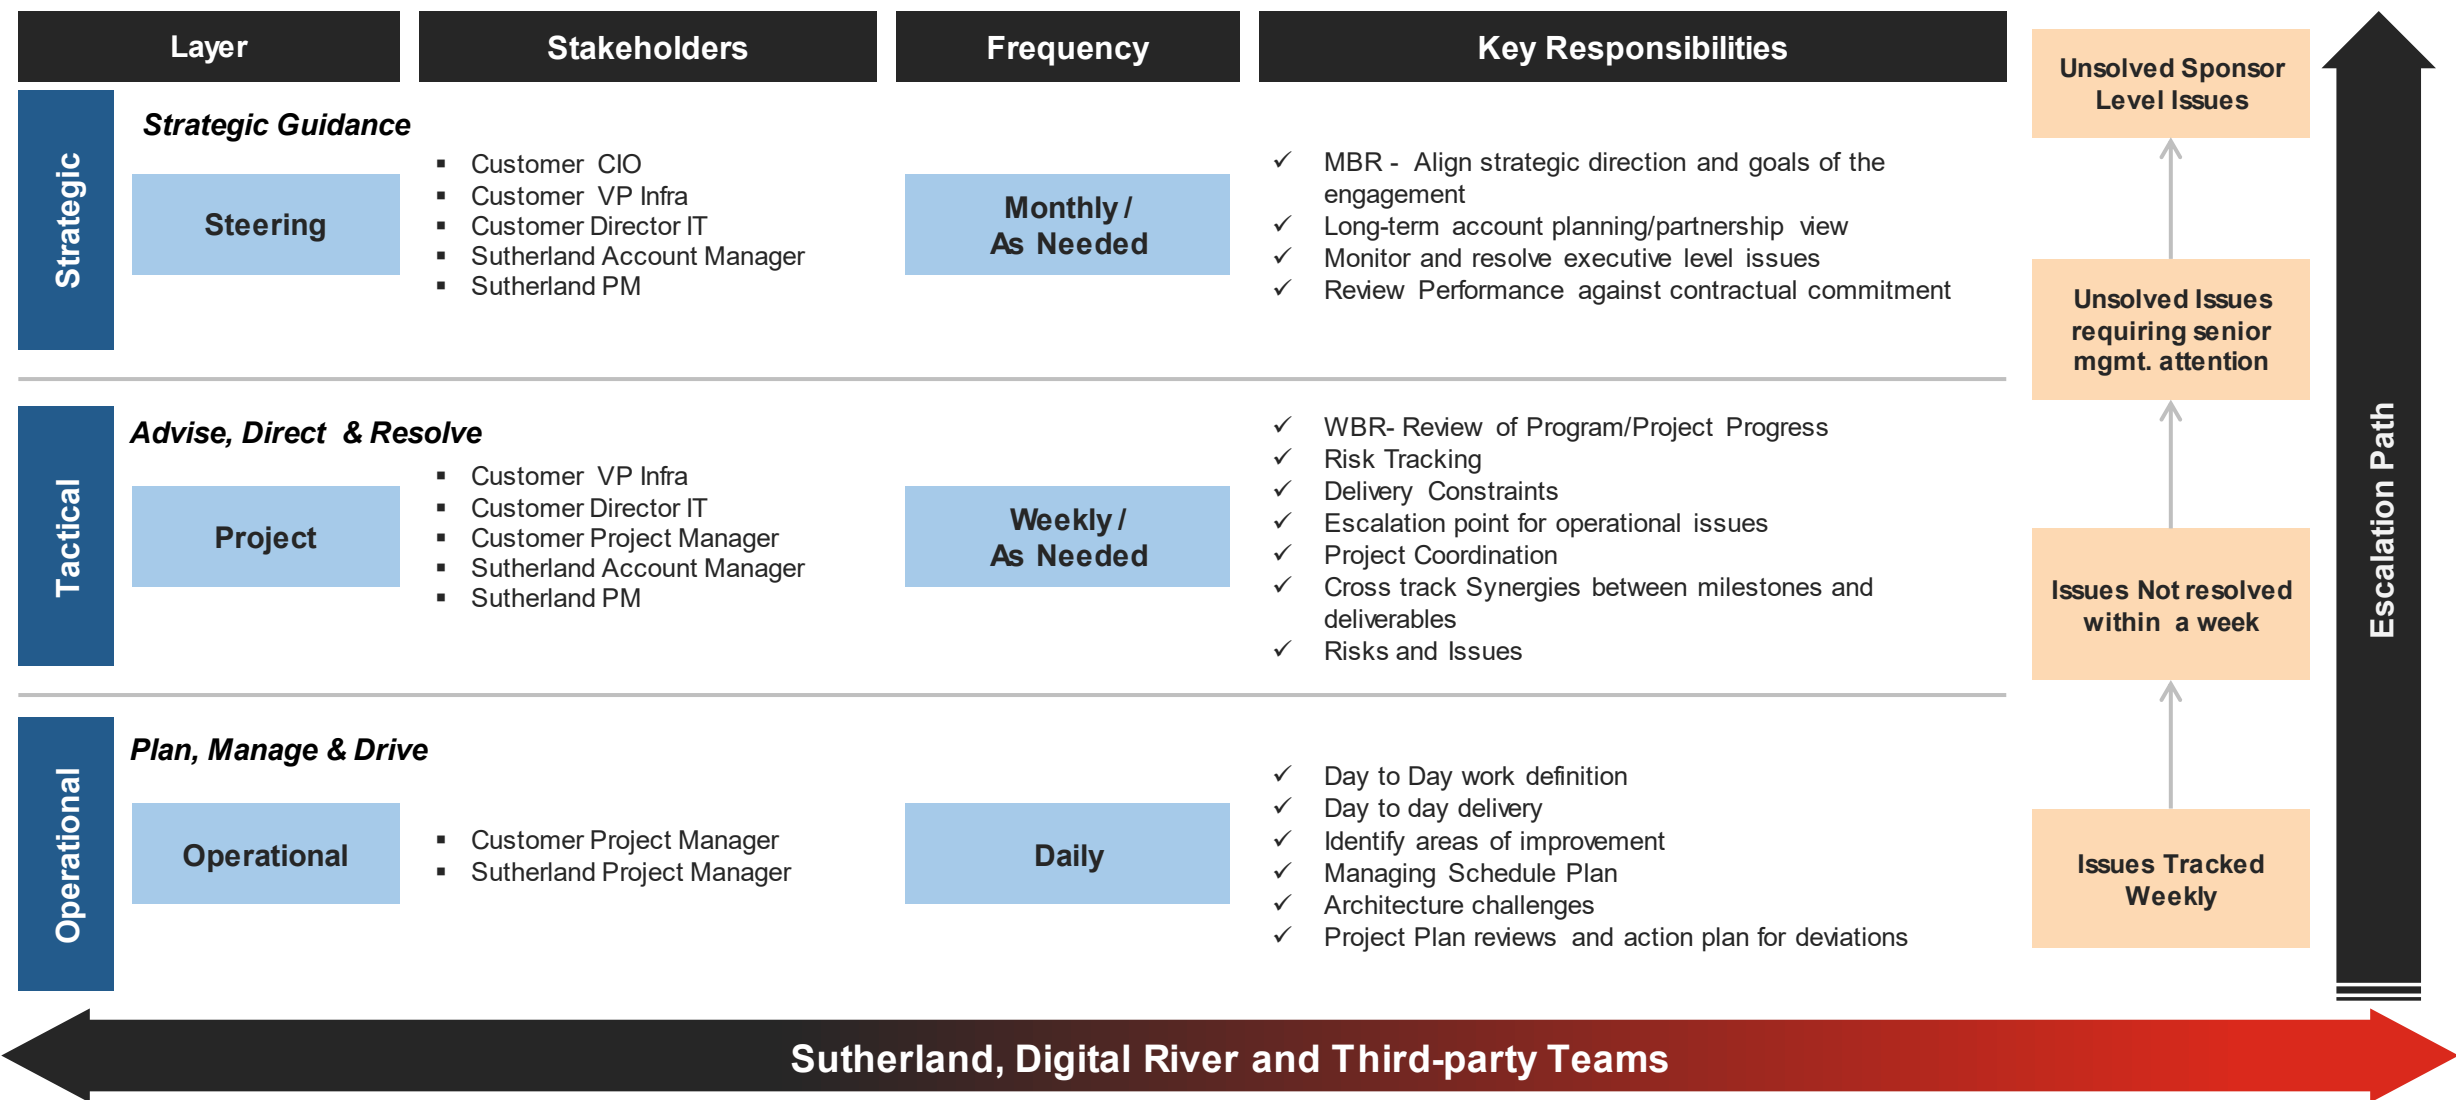 Layer
Stakeholders
Frequency
Key Responsibilities
Strategic
Strategic Guidance
Steering
Customer CIO
Customer VP Infra
Customer Director IT
Sutherland Account Manager
Sutherland PM
Monthly /
As Needed
MBR - Align strategic direction and goals of the
engagement
Long-term account planning/partnership view
Monitor and resolve executive level issues
Review Performance against contractual commitment
Tactical
Advise, Direct & Resolve
Project
Customer VP Infra
Customer Director IT
Customer Project Manager
Sutherland Account Manager
Sutherland PM
Weekly /
As Needed
WBR- Review of Program/Project Progress
Risk Tracking
Delivery Constraints
Escalation point for operational issues
Project Coordination
Cross track Synergies between milestones and
deliverables
Risks and Issues
Operational
Plan, Manage & Drive
Operational
Customer Project Manager
Sutherland Project Manager
Daily
Day to Day work definition
Day to day delivery
Identify areas of improvement
Managing Schedule Plan
Architecture challenges
Project Plan reviews and action plan for deviations
Unsolved Sponsor
Level Issues
Unsolved Issues
requiring senior
mgmt. attention
Issues Not resolved
within a week
Issues Tracked
Weekly
Escalation Path
Sutherland, Digital River and Third-party Teams